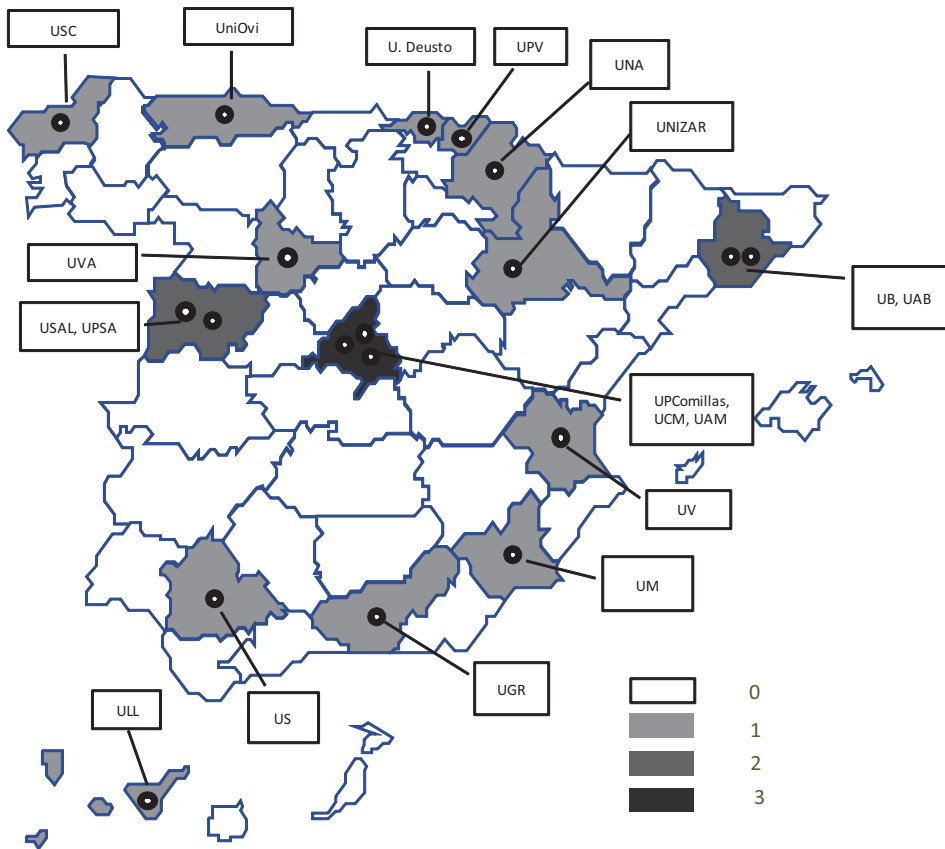 USC
UniOvi
U. Deusto
UPV
UNA
UNIZAR
UVA
UB, UAB
USAL, UPSA
UPComillas,
UCM, UAM
UV
UM
UGR
ULL
US
0
1
2
3